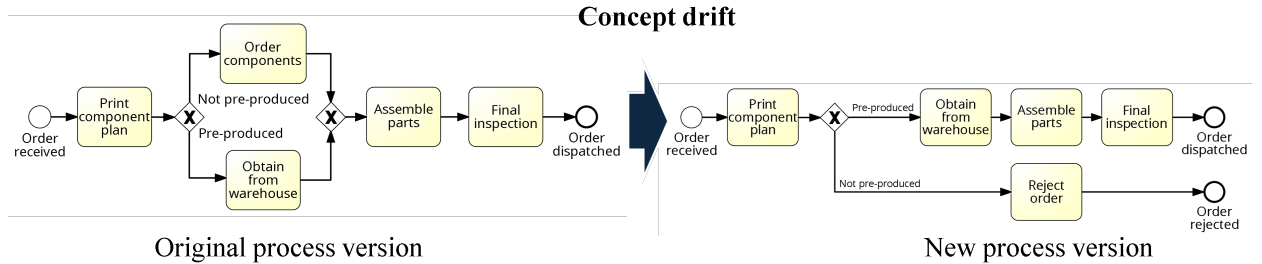 Concept drift
Order
components
Print
component
plan
X
Not pre-produced
Pre-produced
Obtain
from
warehouse
X
Assemble
parts
Final
inspection
Order
received
Order
dispatched
Original process version
Print
component
plan
X
Pre-produced
Obtain
from
warehouse
Assemble
parts
Final
inspection
Order
received
Order
dispatched
Not pre-produced
Reject
order
Order
rejected
New process version